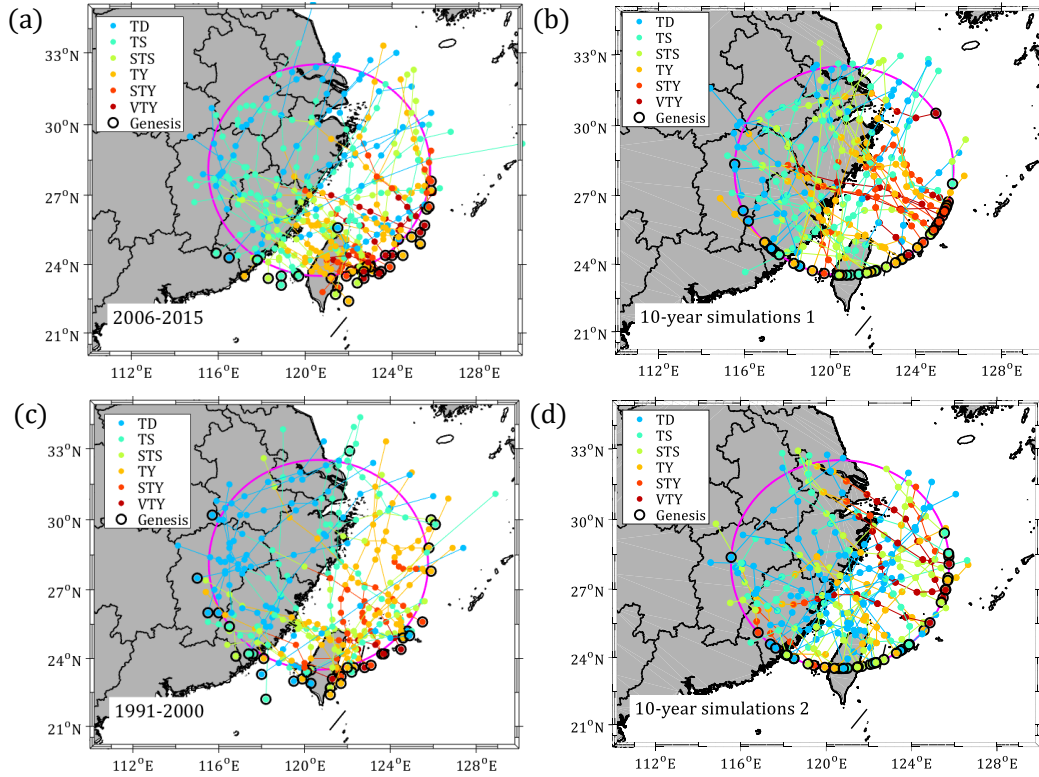 (a)
TD
TS
STS
TY
STY
VTY
Genesis
33°N
30°N
27°N
24°N
21°N
2006-2015
112°E 116°E 120°E 124°E 128°E
(b)
TD
TS
STS
TY
STY
VTY
Genesis
33°N
30°N
27°N
24°N
21°N
10-year simulations 1
112°E 116°E 120°E 124°E 128°E
(c)
TD
TS
STS
TY
STY
VTY
Genesis
33°N
30°N
27°N
24°N
21°N
1991-2000
112°E 116°E 120°E 124°E 128°E
(d)
TD
TS
STS
TY
STY
VTY
Genesis
33°N
30°N
27°N
24°N
21°N
10-year simulations 2
112°E 116°E 120°E 124°E 128°E